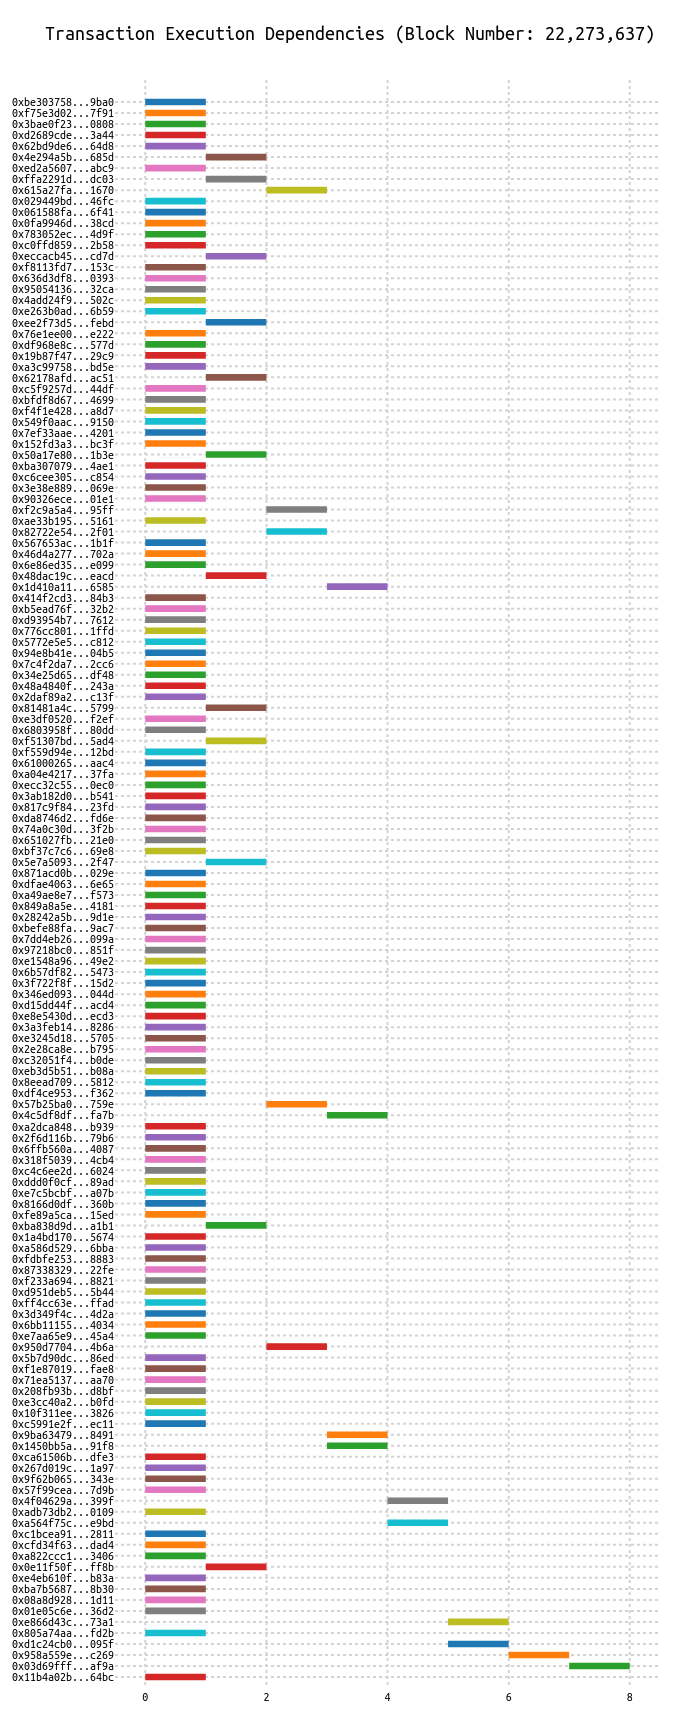 Transaction Execution Dependencies (Block Number: 22,273,637)
0xbe303758...9ba0
0xf75e3d02...7f91
0x3bae0f23...0808
0xd2689cde...3a44
0x62bd9de6...64d8
0x4e294a5b...685d
0xed2a5607...abc9
0xffa2291d...dc03
0x615a27fa...1670
0x029449bd...46fc
0x061588fa...6f41
0x0fa9946d...38cd
0x783052ec...4d9f
0xc0ffd859...2b58
0xeccacb45...cd7d
0xf8113fd7...153c
0x636d3df8...0393
0x95054136...32ca
0x4add24f9...502c
0xe263b0ad...6b59
0xee2f73d5...febd
0x76e1ee00...e222
0xdf968e8c...577d
0x19b87f47...29c9
0xa3c99758...bd5e
0x62178afd...ac51
0xc5f9257d...44df
0xbfdf8d67...4699
0xf4f1e428...a8d7
0x549f0aac...9150
0x7ef33aae...4201
0x152fd3a3...bc3f
0x50a17e80...1b3e
0xba307079...4ae1
0xc6cee305...c854
0x3e38e889...069e
0x90326ece...01e1
0xf2c9a5a4...95ff
0xae33b195...5161
0x82722e54...2f01
0x567653ac...1b1f
0x46d4a277...702a
0x6e86ed35...e099
0x48dac19c...eacd
0x1d410a11...6585
0x414f2cd3...84b3
0xb5ead76f...32b2
0xd93954b7...7612
0x776cc801...1ffd
0x5772e5e5...c812
0x94e8b41e...04b5
0x7c4f2da7...2cc6
0x34e25d65...df48
0x48a4840f...243a
0x2daf89a2...c13f
0x81481a4c...5799
0xe3df0520...f2ef
0x6803958f...80dd
0xf51307bd...5ad4
0xf559d94e...12bd
0x61000265...aac4
0xa04e4217...37fa
0xecc32c55...0ec0
0x3ab182d0...b541
0x817c9f84...23fd
0xda8746d2...fd6e
0x74a0c30d...3f2b
0x651027fb...21e0
0xbf37c7c6...69e8
0x5e7a5093...2f47
0x871acd0b...029e
0xdfae4063...6e65
0xa49ae8e7...f573
0x849a8a5e...4181
0x28242a5b...9d1e
0xbefe88fa...9ac7
0x7dd4eb26...099a
0x97218bc0...851f
0xe1548a96...49e2
0x6b57df82...5473
0x3f722f8f...15d2
0x346ed093...044d
0xd15dd44f...acd4
0xe8e5430d...ecd3
0x3a3feb14...8286
0xe3245d18...5705
0x2e28ca8e...b795
0xc32051f4...b0de
0xeb3d5b51...b08a
0x8eead709...5812
0xdf4ce953...f362
0x57b25ba0...759e
0x4c5df8df...fa7b
0xa2dca848...b939
0x2f6d116b...79b6
0x6ffb560a...4087
0x318f5039...4cb4
0xc4c6ee2d...6024
0xddd0f0cf...89ad
0xe7c5bcbf...a07b
0x8166d0df...360b
0xfe89a5ca...15ed
0xba838d9d...a1b1
0x1a4bd170...5674
0xa586d529...6bba
0xfdbfe253...8883
0x87338329...22fe
0xf233a694...8821
0xd951deb5...5b44
0xff4cc63e...ffad
0x3d349f4c...4d2a
0x6bb11155...4034
0xe7aa65e9...45a4
0x950d7704...4b6a
0x5b7d90dc...86ed
0xf1e87019...fae8
0x71ea5137...aa70
0x208fb93b...d8bf
0xe3cc40a2...b0fd
0x10f311ee...3826
0xc5991e2f...ec11
0x9ba63479...8491
0x1450bb5a...91f8
0xca61506b...dfe3
0x267d019c...1a97
0x9f62b065...343e
0x57f99cea...7d9b
0x4f04629a...399f
0xadb73db2...0109
0xa564f75c...e9bd
0xc1bcea91...2811
0xcfd34f63...dad4
0xa822ccc1...3406
0x0e11f50f...ff8b
0xe4eb610f...b83a
0xba7b5687...8b30
0x08a8d928...1d11
0x01e05c6e...36d2
0xe866d43c...73a1
0x805a74aa...fd2b
0xd1c24cb0...095f
0x958a559e...c269
0x03d69fff...af9a
0x11b4a02b...64bc
0 2 4 6 8